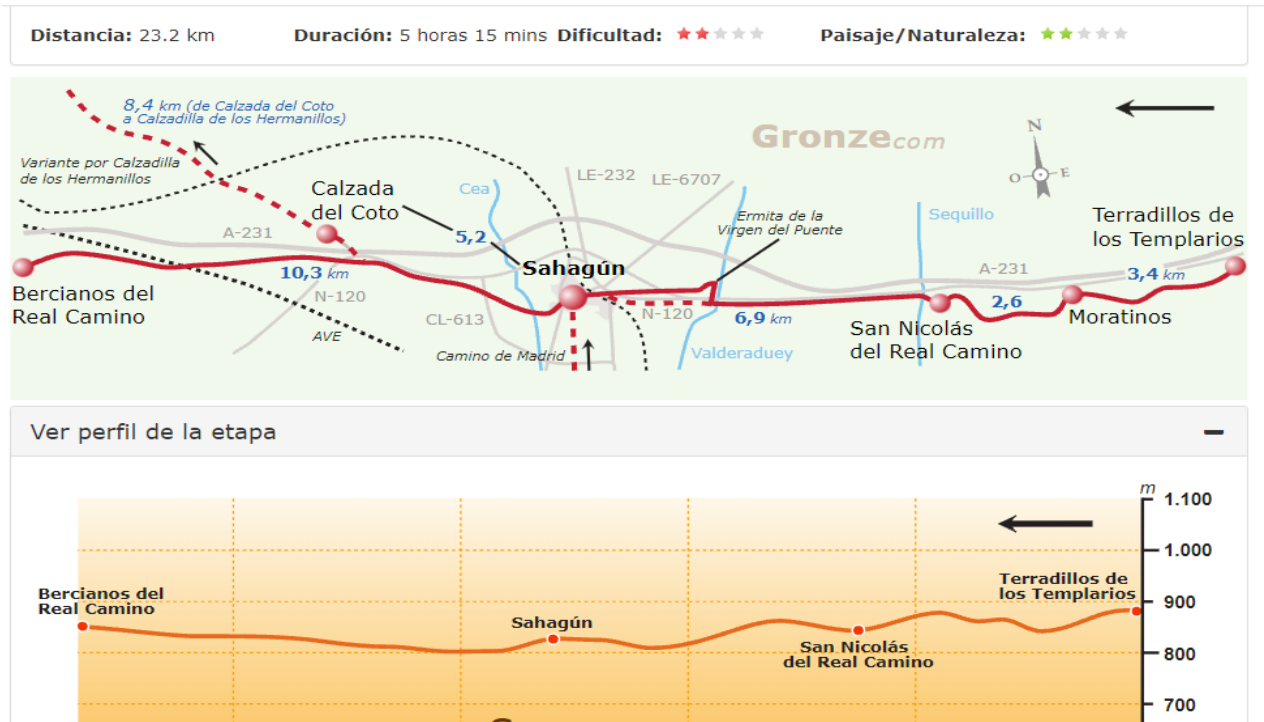 Distancia: 23.2 km Duración: 5 horas 15 mins Dificultad: Paisaje/Naturaleza:
8,4 km (de Calzada del Coto
a Calzadilla de los Hermanillos)
Variante por Calzadilla
de los Hermanillos
Calzada
del Coto
Cea
LE-232
LE-6707
Gronze.com
N
O
E
Ermita de la
Virgen del Puente
Sequillo
Terradillos de
los Templarios
A-231
5,2
Sahagún
A-231
3,4 km
10,3 km
Bercianos del
Real Camino
N-120
AVE
CL-613
Camino de Madrid
N-120
6,9 km
Valderaduey
San Nicolás
del Real Camino
2,6
Moratinos
Ver perfil de la etapa
m
1.100
1.000
900
800
700
Bercianos del
Real Camino
Sahagún
San Nicolás
del Real Camino
Terradillos de
los Templarios